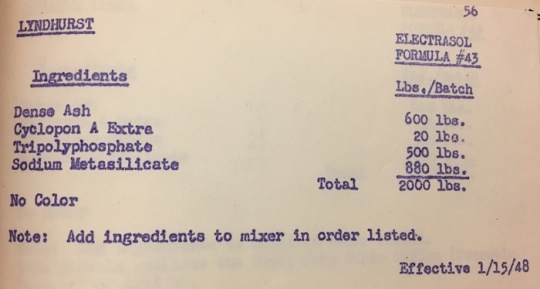 56
LYNDHURST
ELECTRASOL
FORMULA #43
Ingredients
Lbs./Batch
Dense Ash 600 lbs.
Cyclopon A Extra 20 lbs.
Tripolyphosphate 500 lbs.
Sodium Metasilicate 880 lbs.
Total 2000 lbs.
No Color
Note: Add ingredients to mixer in order listed.
Effective 1/15/48